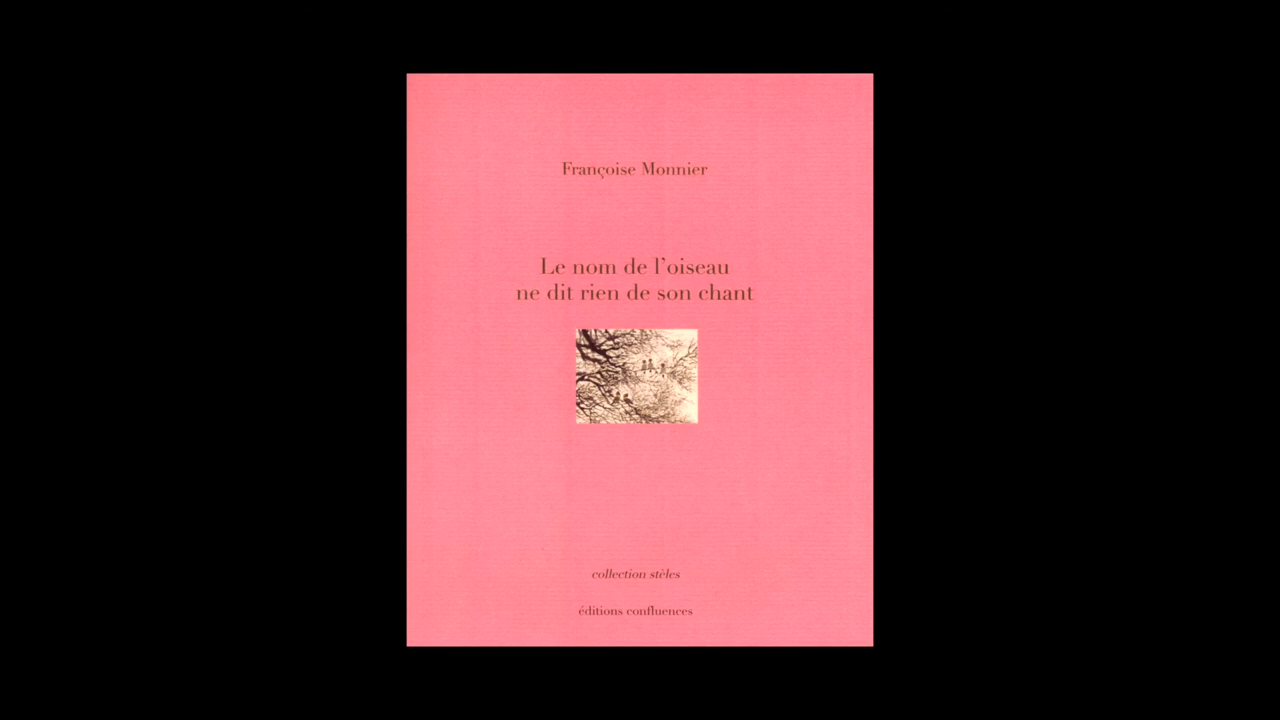 Françoise Monnier
Le nom de l’oiseau
ne dit rien de son chant
collection stèles
éditions confluences